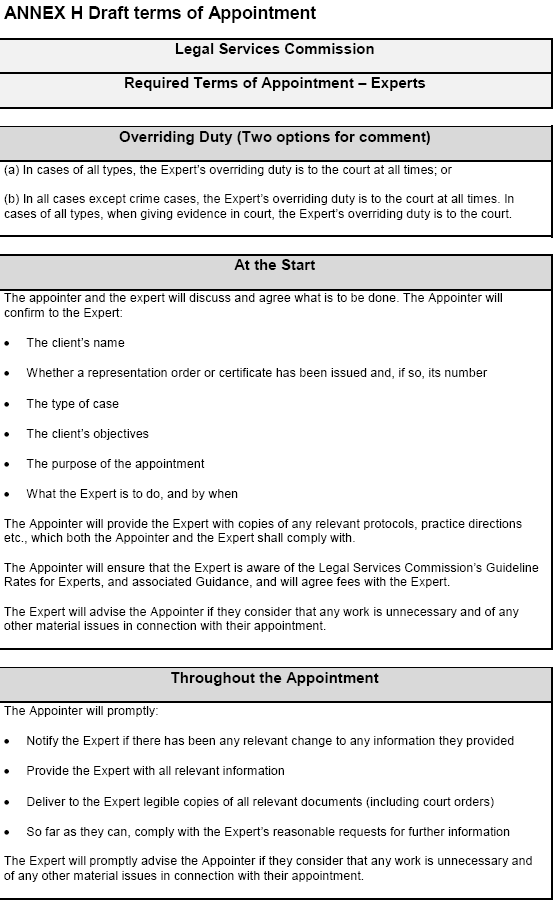 ANNEX H Draft terms of Appointment
Legal Services Commission
Required Terms of Appointment – Experts
Overriding Duty (Two options for comment)
(a) In cases of all types, the Expert's overriding duty is to the court at all times; or
(b) In all cases except crime cases, the Expert's overriding duty is to the court at all times. In
cases of all types, when giving evidence in court, the Expert's overriding duty is to the court.
At the Start
The appointer and the expert will discuss and agree what is to be done. The Appointer will
confirm to the Expert:
• The client's name
• Whether a representation order or certificate has been issued and, if so, its number
• The type of case
• The client's objectives
• The purpose of the appointment
• What the Expert is to do, and by when
The Appointer will provide the Expert with copies of any relevant protocols, practice directions
etc., which both the Appointer and the Expert shall comply with.
The Appointer will ensure that the Expert is aware of the Legal Services Commission's Guideline
Rates for Experts, and associated Guidance, and will agree fees with the Expert.
The Expert will advise the Appointer if they consider that any work is unnecessary and of any
other material issues in connection with their appointment.
Throughout the Appointment
The Appointer will promptly:
• Notify the Expert if there has been any relevant change to any information they provided
• Provide the Expert with all relevant information
• Deliver to the Expert legible copies of all relevant documents (including court orders)
• So far as they can, comply with the Expert's reasonable requests for further information
The Expert will promptly advise the Appointer if they consider that any work is unnecessary and
of any other material issues in connection with their appointment.